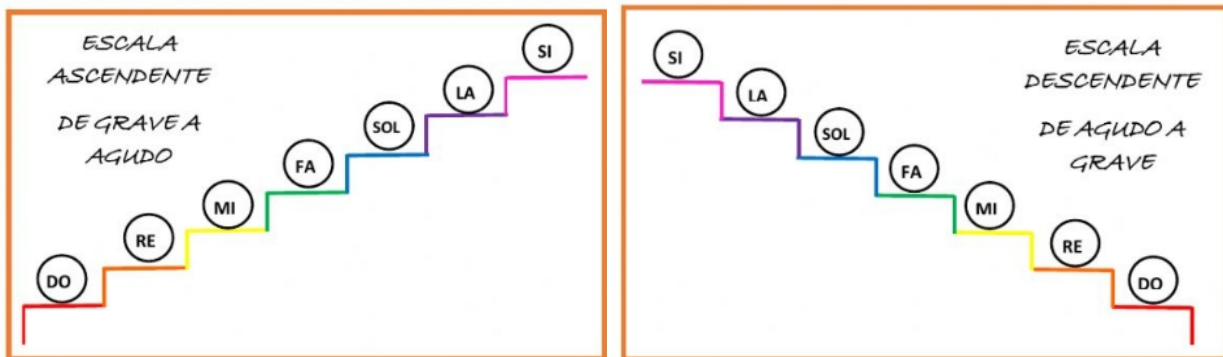 ESCALA
ASCENDENTE
DE GRAVE A
AGUDO
DO
RE
MI
FA
SOL
LA
SI
ESCALA
DESCENDENTE
DE AGUDO A
GRAVE
SI
LA
SOL
FA
MI
RE
DO